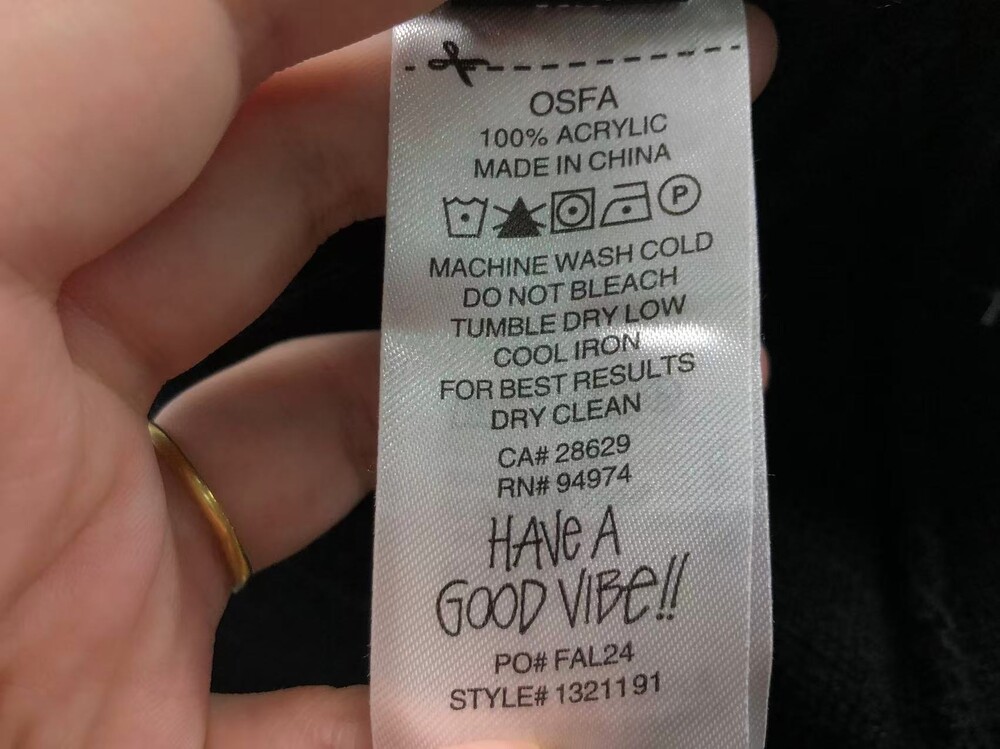 OSFA
100% ACRYLIC
MADE IN CHINA
P
MACHINE WASH COLD
DO NOT BLEACH
TUMBLE DRY LOW
COOL IRON
FOR BEST RESULTS
DRY CLEAN
CA# 28629
RN# 94974
HAVE A
GOOD VIBE!!
PO# FAL24
STYLE# 1321191